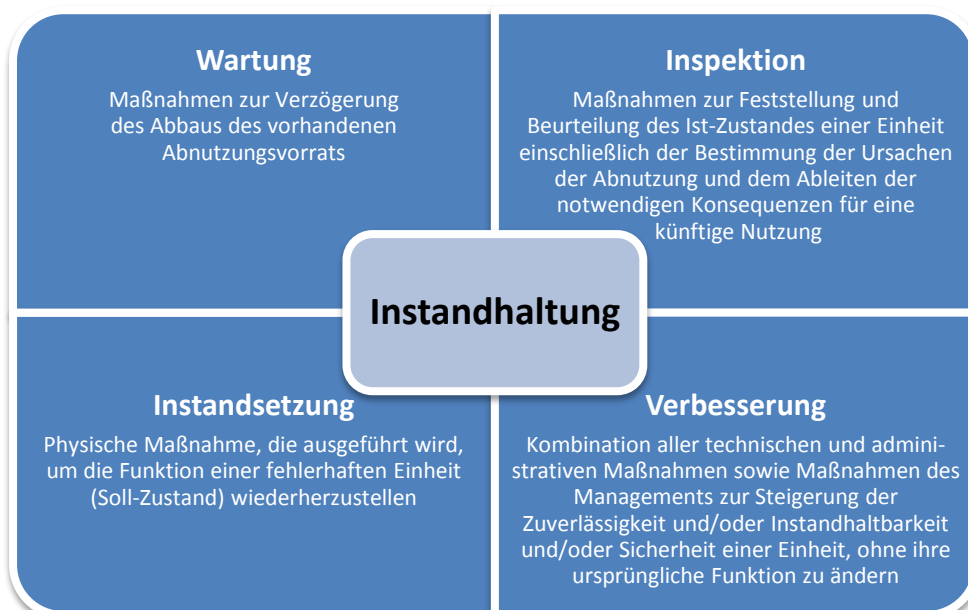 Wartung
Maßnahmen zur Verzögerung
des Abbaus des vorhandenen
Abnutzungsvorrats
Inspektion
Maßnahmen zur Feststellung und
Beurteilung des Ist-Zustandes einer Einheit
einschließlich der Bestimmung der Ursachen
der Abnutzung und dem Ableiten der
notwendigen Konsequenzen für eine
künftige Nutzung
Instandhaltung
Instandsetzung
Physische Maßnahme, die ausgeführt wird,
um die Funktion einer fehlerhaften Einheit
(Soll-Zustand) wiederherzustellen
Verbesserung
Kombination aller technischen und admini-
strativen Maßnahmen sowie Maßnahmen des
Managements zur Steigerung der
Zuverlässigkeit und/oder Instandhaltbarkeit
und/oder Sicherheit einer Einheit, ohne ihre
ursprüngliche Funktion zu ändern